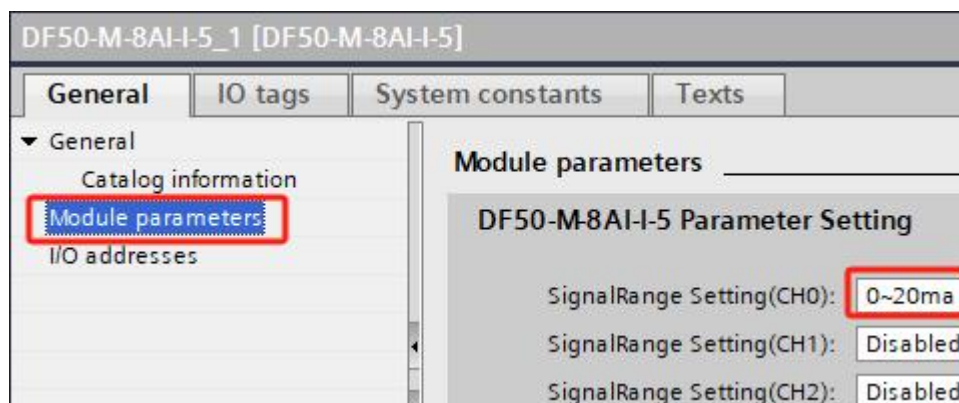 DF50-M-8AI-I-5_1 [DF50-M-8AI-I-5]
General IO tags System constants Texts
General
Catalog information
Module parameters
I/O addresses
Module parameters
DF50-M-8AI-I-5 Parameter Setting
SignalRange Setting(CH0): 0~20ma
SignalRange Setting(CH1): Disabled
SignalRange Setting(CH2): Disabled